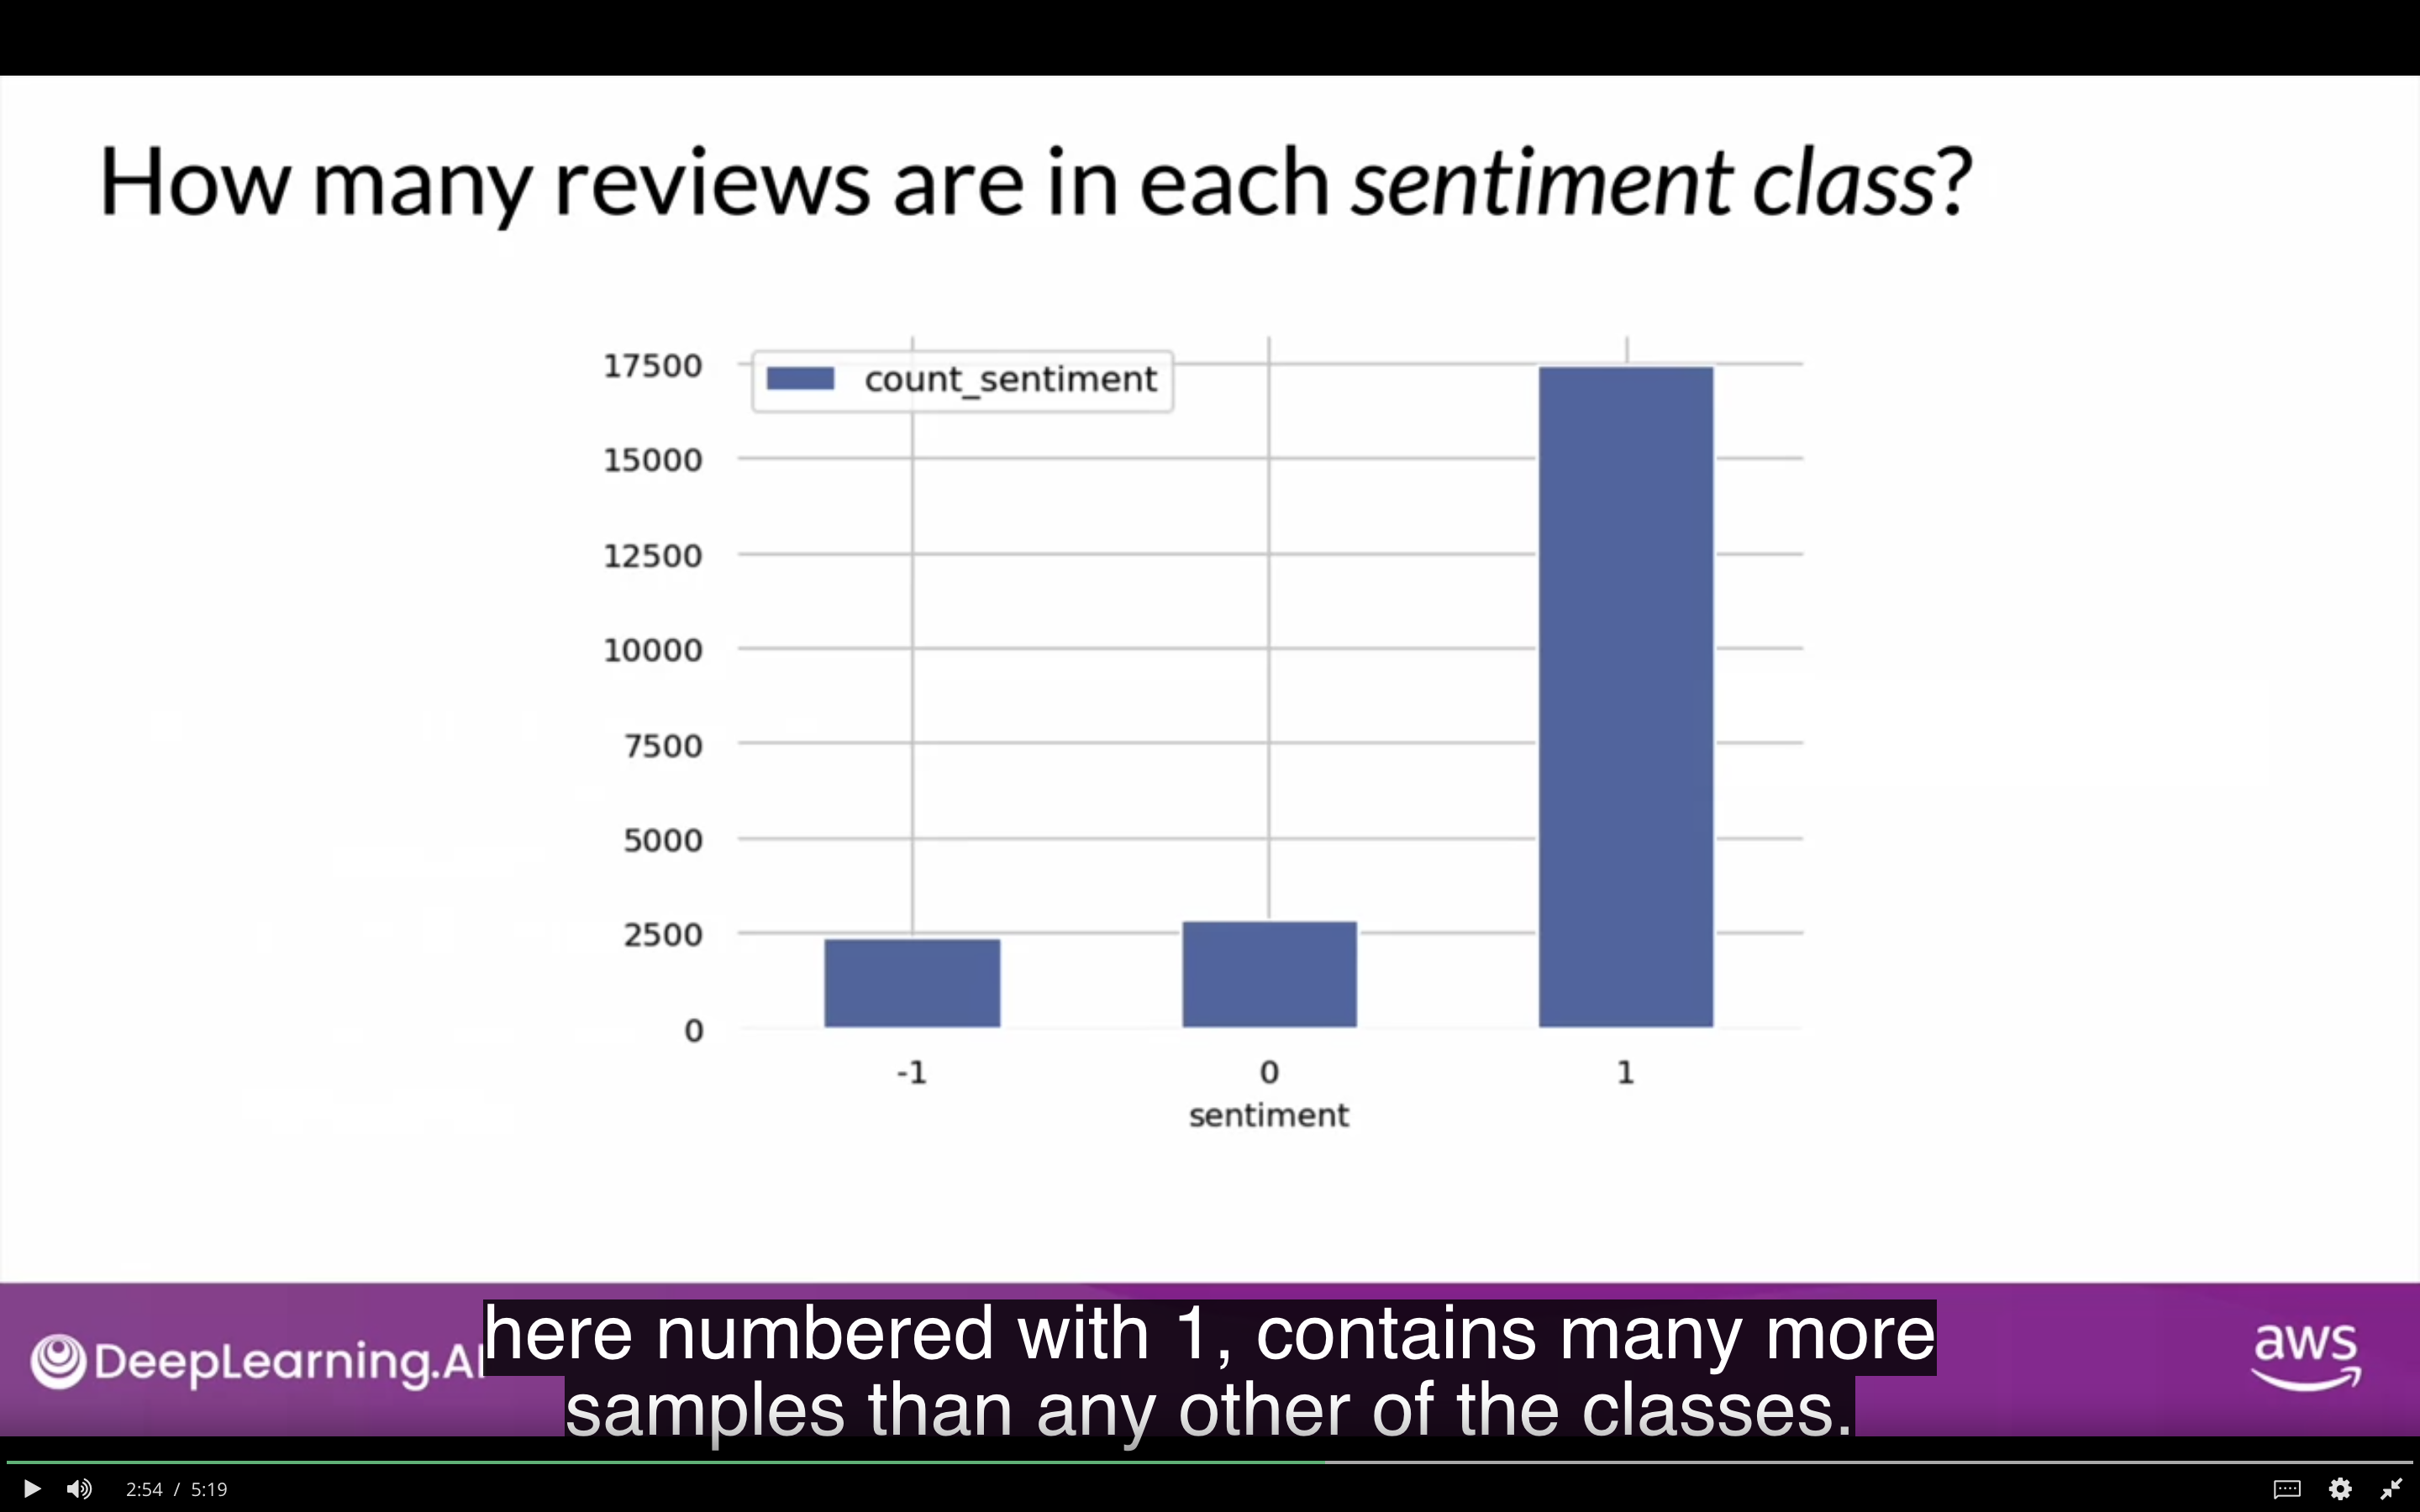 How many reviews are in each sentiment class?
count_sentiment
17500
15000
12500
10000
7500
5000
2500
0
-1 0 1
sentiment
here numbered with 1, contains many more
samples than any other of the classes.
DeepLearning.AI
aws
2:54 / 5:19